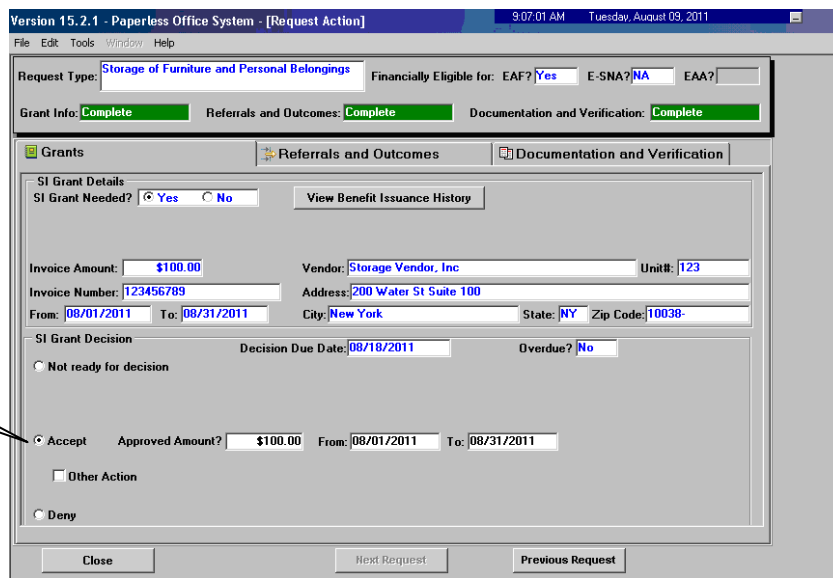 Version 15.2.1 - Paperless Office System - [Request Action] 9:07:01 AM Tuesday, August 09, 2011
File Edit Tools Window Help
Request Type: Storage of Furniture and Personal Belongings Financially Eligible for: EAF? Yes E-SNA? NA EAA?
Grant Info: Complete Referrals and Outcomes: Complete Documentation and Verification: Complete
Grants Referrals and Outcomes Documentation and Verification
SI Grant Details
SI Grant Needed? Yes No View Benefit Issuance History
Invoice Amount: $100.00 Vendor: Storage Vendor, Inc Unit#: 123
Invoice Number: 123456789 Address: 200 Water St Suite 100
From: 08/01/2011 To: 08/31/2011 City: New York State: NY Zip Code: 10038-
SI Grant Decision
Decision Due Date: 08/18/2011 Overdue? No
Not ready for decision
Accept Approved Amount? $100.00 From: 08/01/2011 To: 08/31/2011
Other Action
Deny
Close Next Request Previous Request